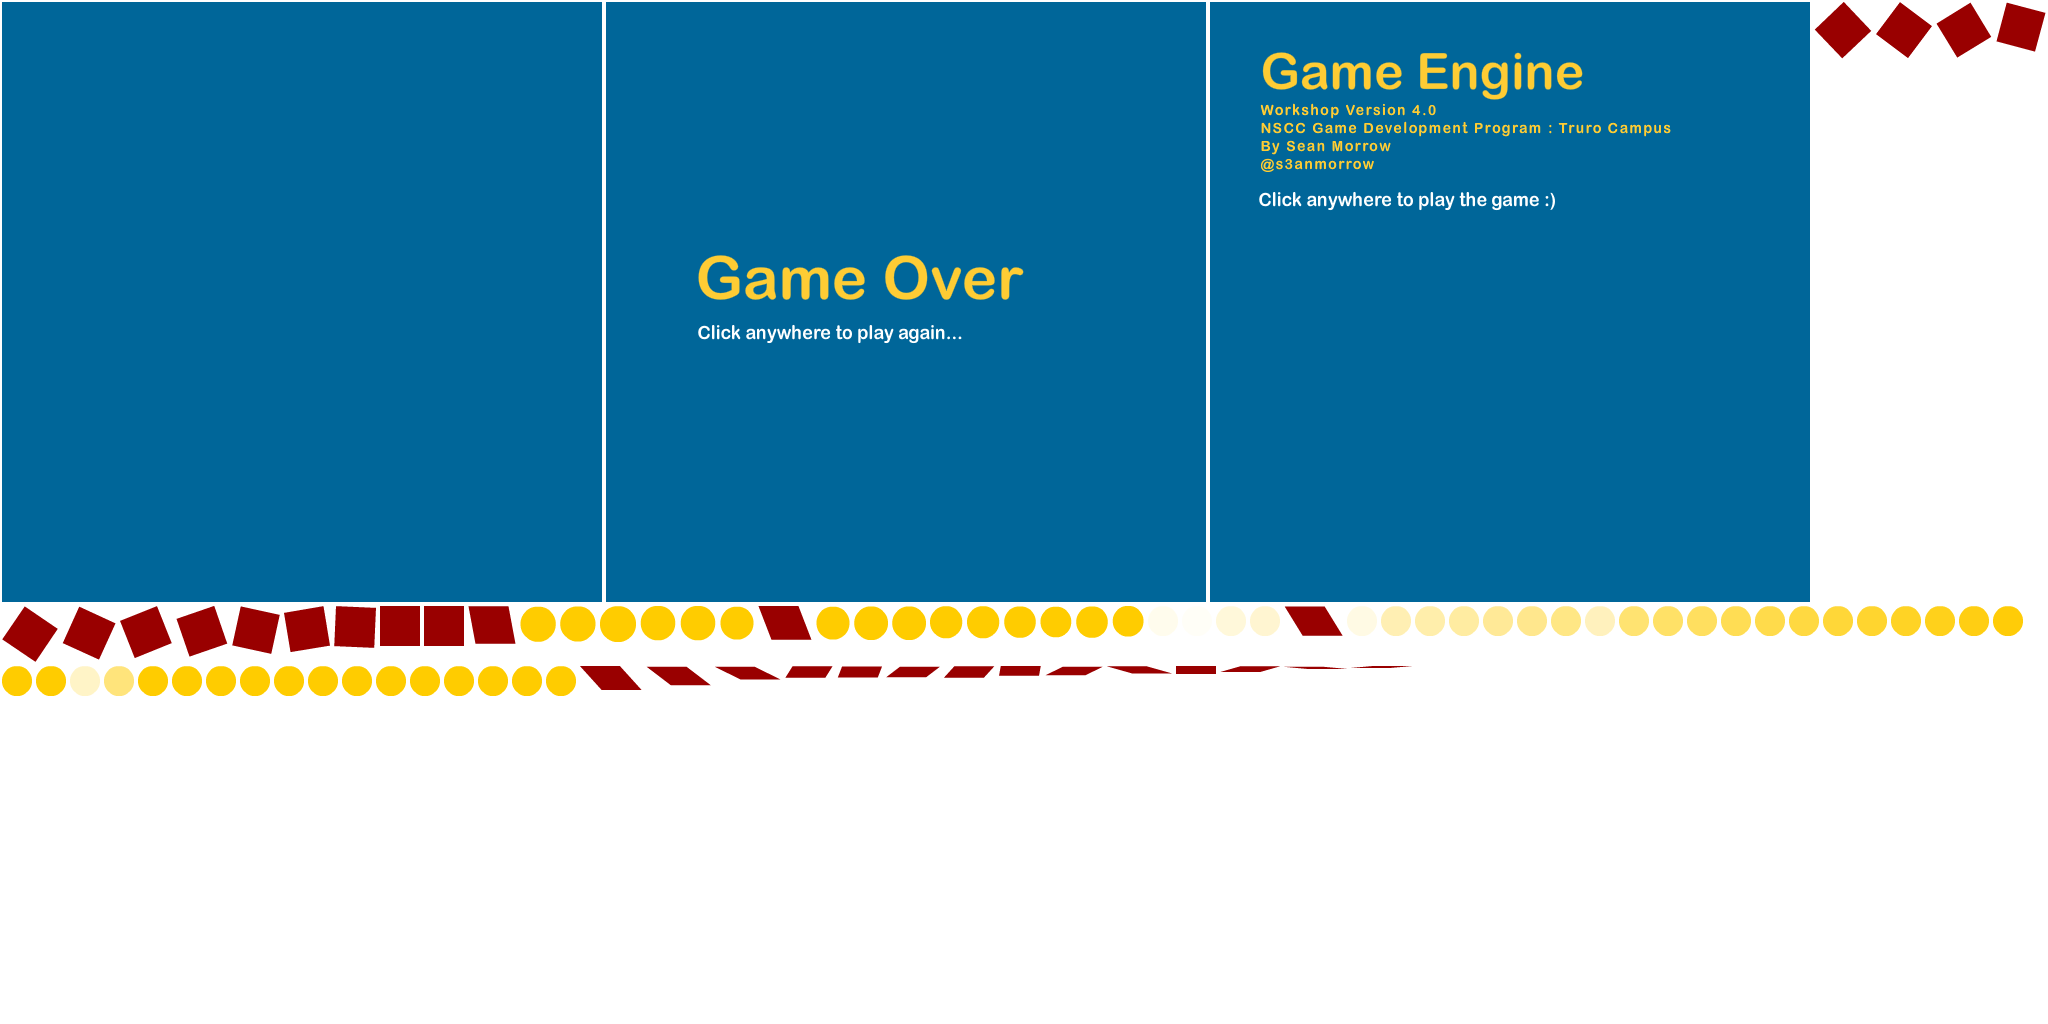 Game Over
Click anywhere to play again...
Game Engine
Workshop Version 4.0
NSCC Game Development Program : Truro Campus
By Sean Morrow
@s3anmorrow
Click anywhere to play the game :)